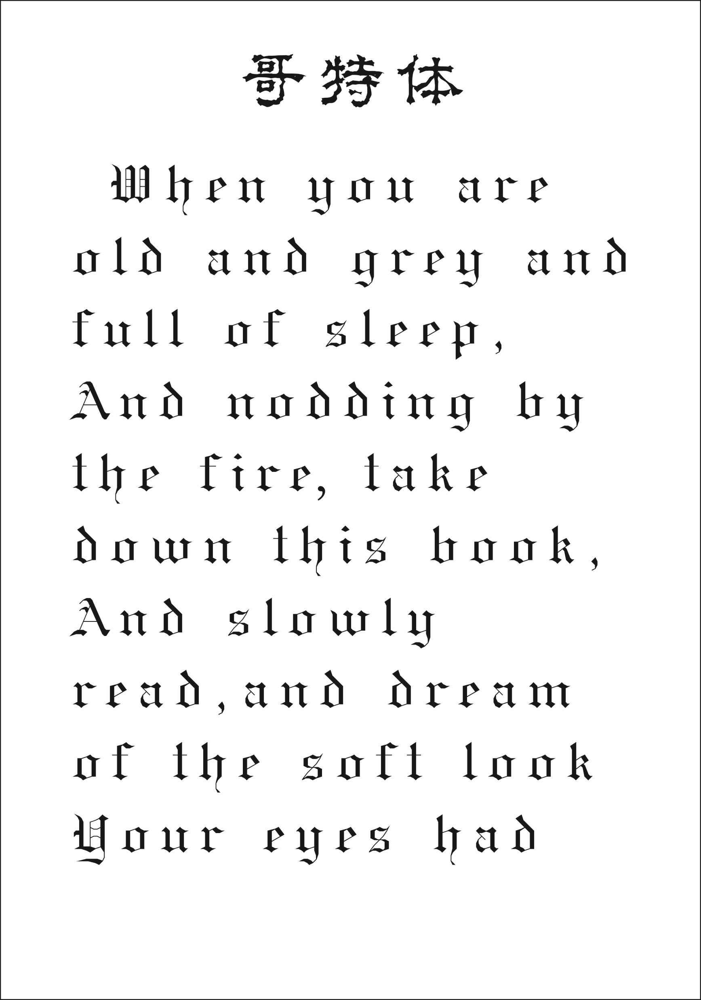 哥特体
When you are
old and grey and
full of sleep,
And nodding by
the fire, take
down this book,
And slowly
read,and dream
of the soft look
Your eyes had